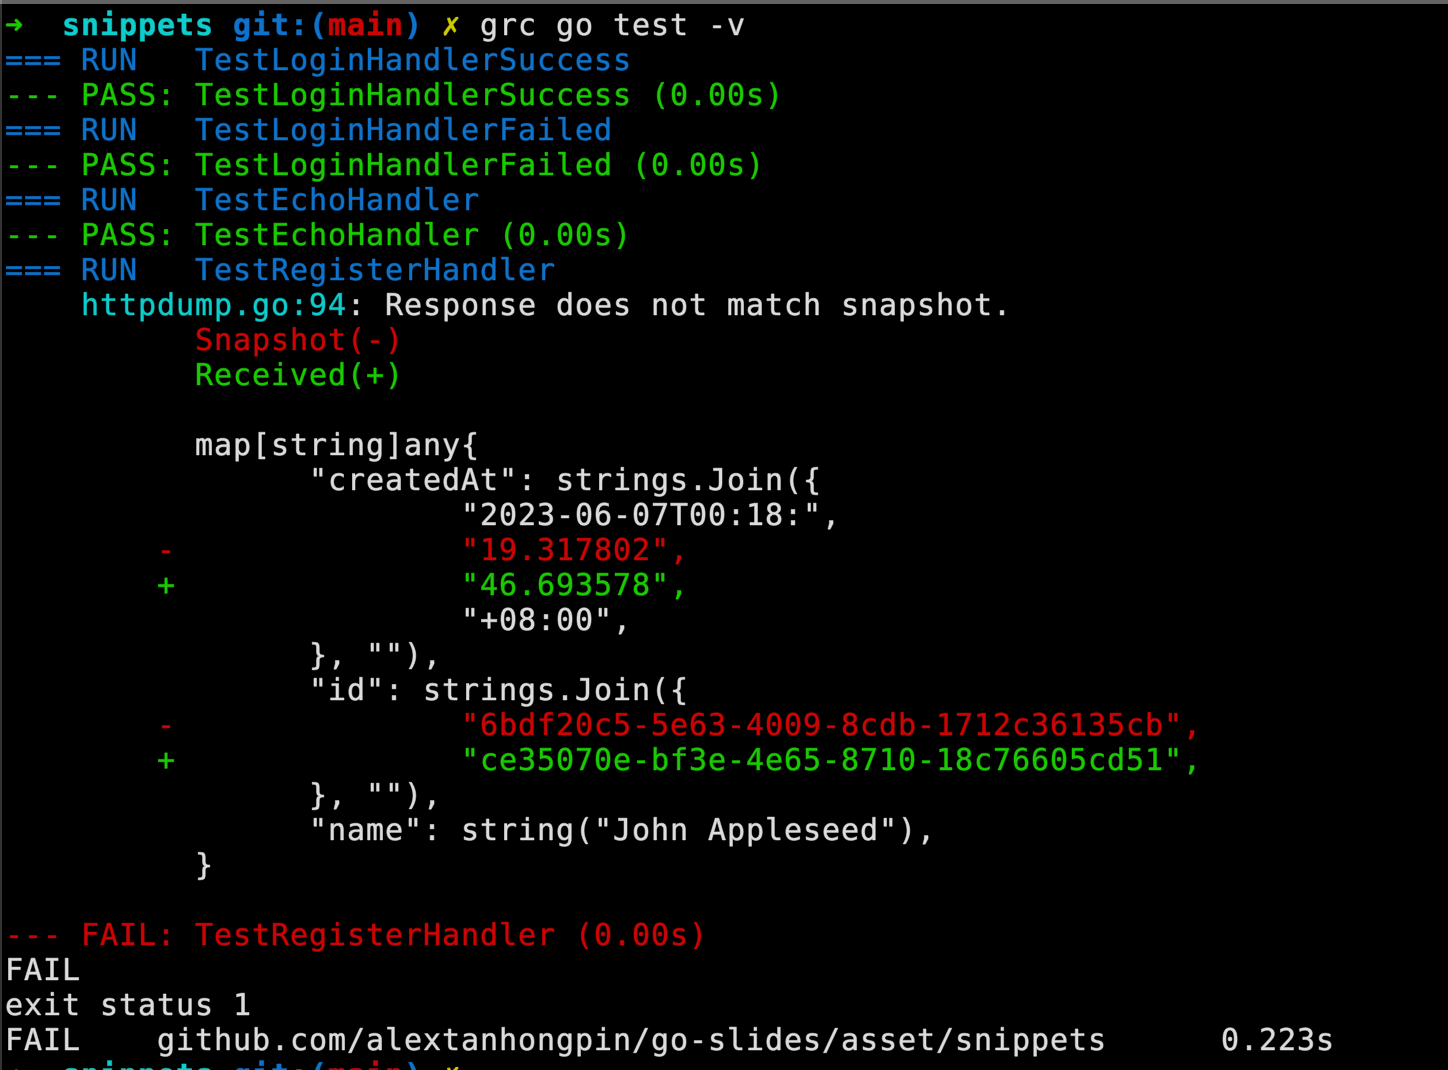 ➜  snippets git:(main) ✗ grc go test -v
=== RUN   TestLoginHandlerSuccess
--- PASS: TestLoginHandlerSuccess (0.00s)
=== RUN   TestLoginHandlerFailed
--- PASS: TestLoginHandlerFailed (0.00s)
=== RUN   TestEchoHandler
--- PASS: TestEchoHandler (0.00s)
=== RUN   TestRegisterHandler
    httpdump.go:94: Response does not match snapshot.
          Snapshot(-)
          Received(+)
          map[string]any{
                "createdAt": strings.Join({
                        "2023-06-07T00:18:",
        -               "19.317802",
        +               "46.693578",
                        "+08:00",
                }, ""),
                "id": strings.Join({
        -               "6bdf20c5-5e63-4009-8cdb-1712c36135cb",
        +               "ce35070e-bf3e-4e65-8710-18c76605cd51",
                }, ""),
                "name": string("John Appleseed"),
          }
--- FAIL: TestRegisterHandler (0.00s)
FAIL
exit status 1
FAIL    github.com/alextanhongpin/go-slides/asset/snippets      0.223s
snippets git:(main) ✗